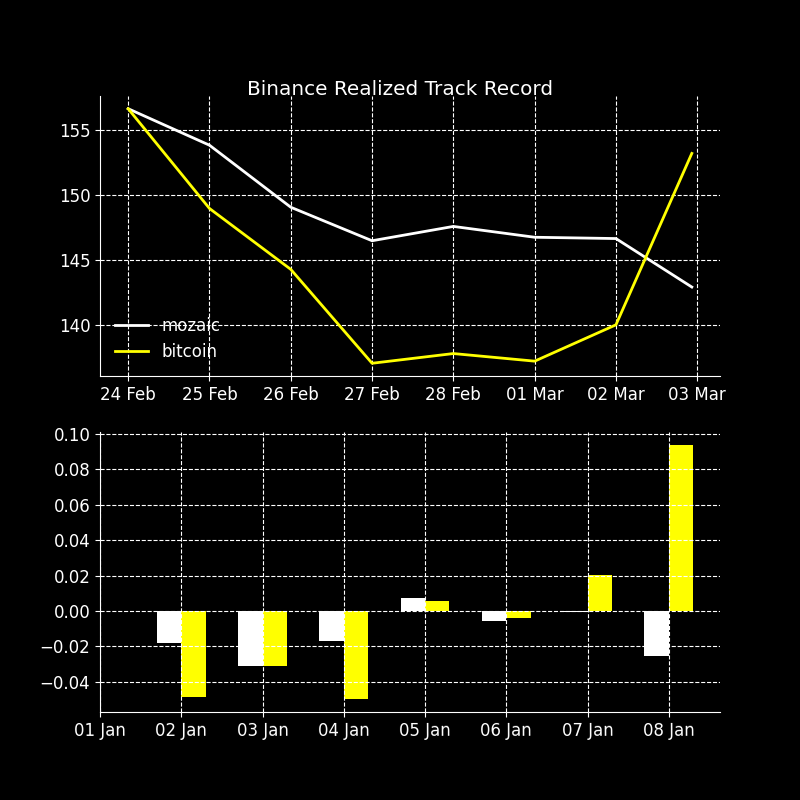 Binance Realized Track Record
155
150
145
140
mozaic
bitcoin
24 Feb 25 Feb 26 Feb 27 Feb 28 Feb 01 Mar 02 Mar 03 Mar
0.10
0.08
0.06
0.04
0.02
0.00
−0.02
−0.04
01 Jan 02 Jan 03 Jan 04 Jan 05 Jan 06 Jan 07 Jan 08 Jan